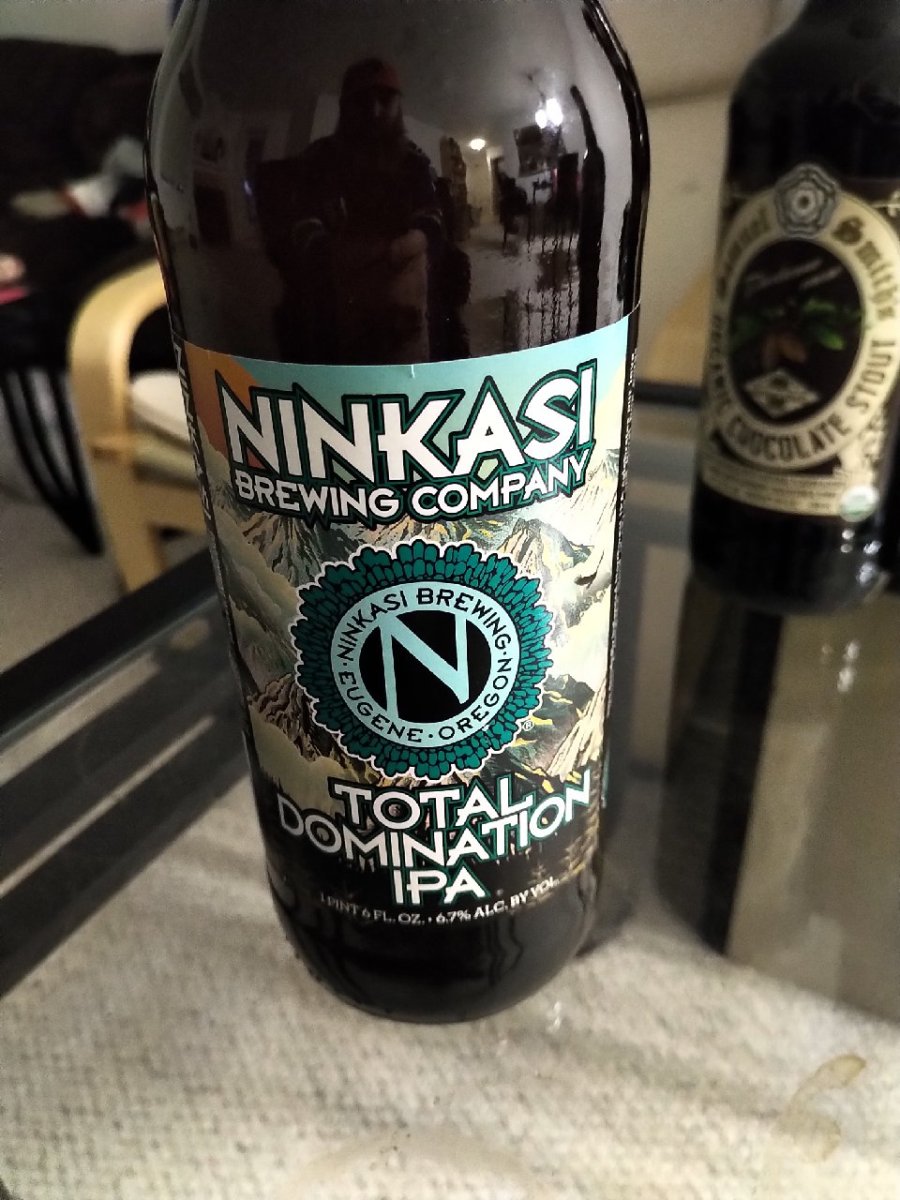 NINKASI
BREWING COMPANY
NINKASI BREWING
N
EUGENE · OREGON
®
TOTAL
DOMINATION
IPA
1 PINT 6 FL. OZ. • 6.7% ALC. BY VOL.
Smith's
CHOCOLATE STOUT